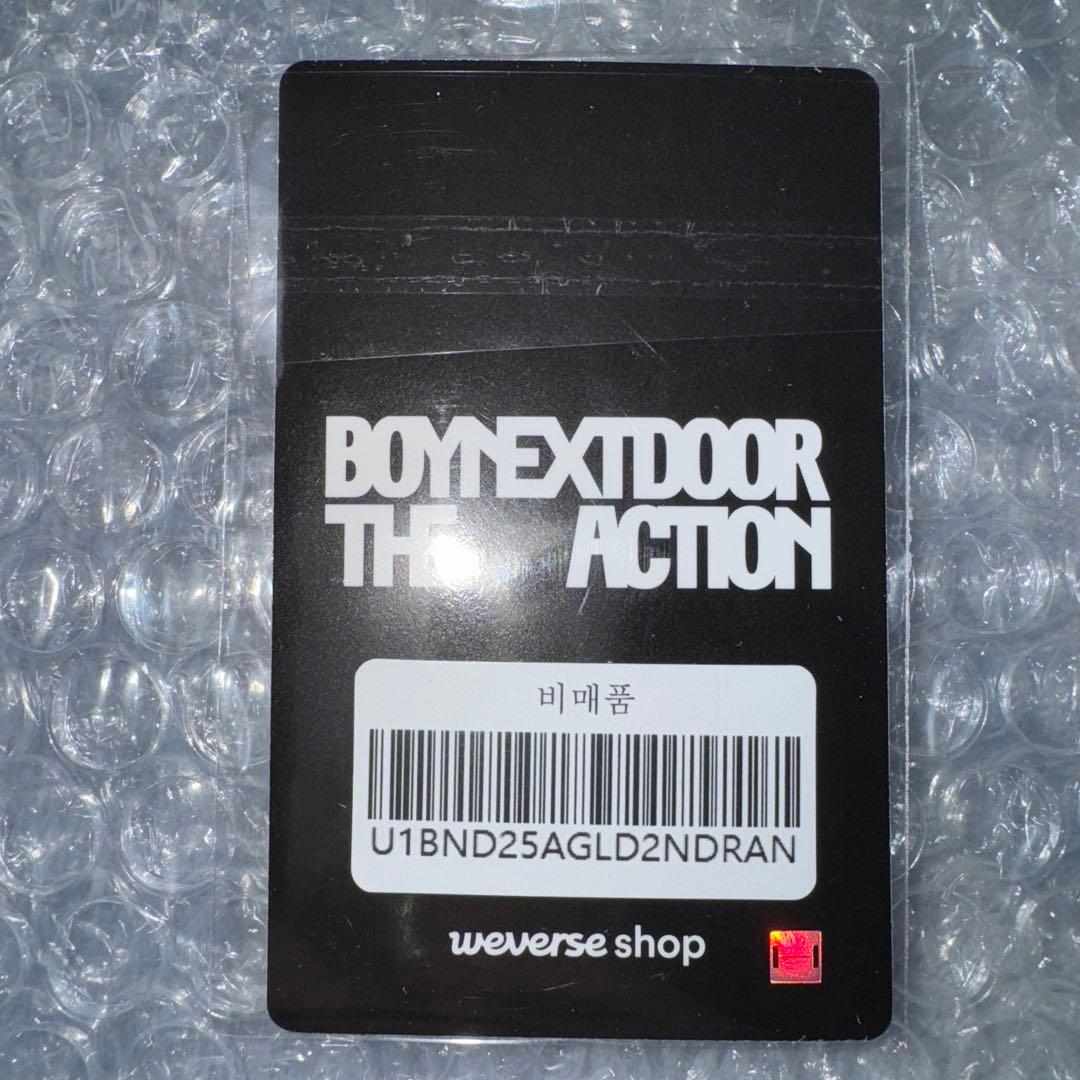 BOYNEXTDOOR
THE ACTION
비매품
U1BND25AGLD2NDRAN
weverse shop